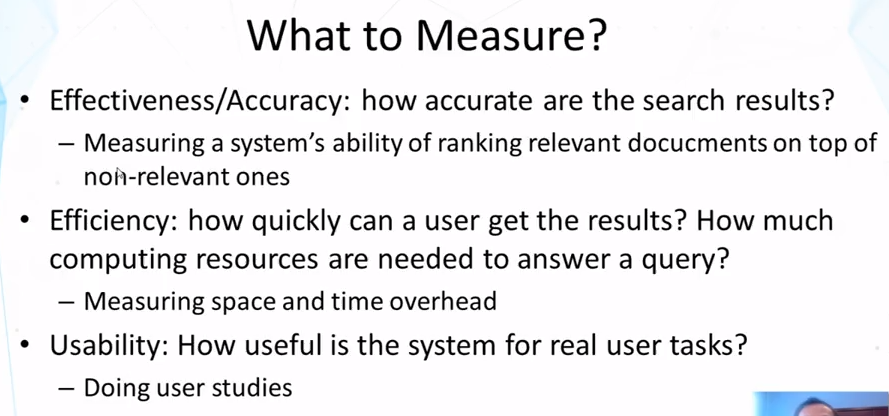 What to Measure?
• Effectiveness/Accuracy: how accurate are the search results?
– Measuring a system's ability of ranking relevant docucments on top of
non-relevant ones
• Efficiency: how quickly can a user get the results? How much
computing resources are needed to answer a query?
– Measuring space and time overhead
• Usability: How useful is the system for real user tasks?
– Doing user studies